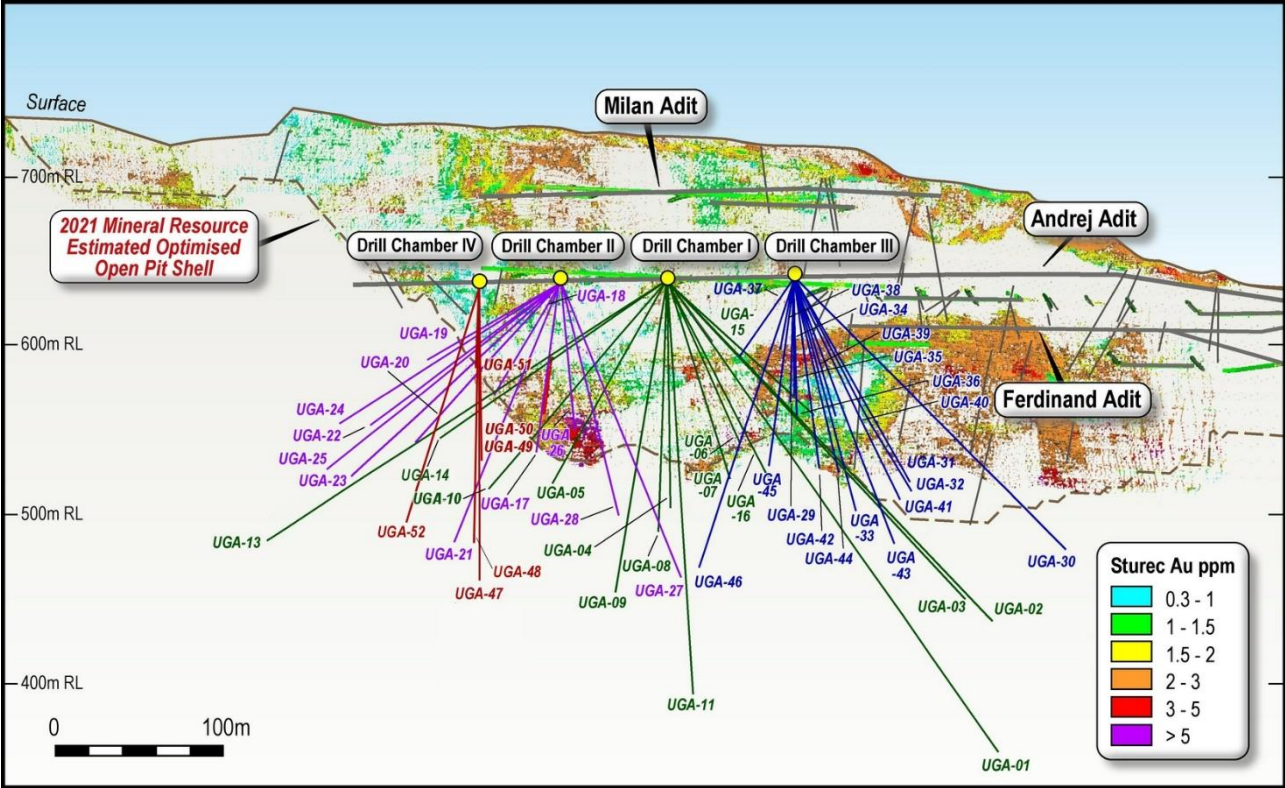 Surface
Milan Adit
700m RL
2021 Mineral Resource
Estimated Optimised
Open Pit Shell
Andrej Adit
Drill Chamber IV
Drill Chamber II
Drill Chamber I
Drill Chamber III
UGA-37
UGA-38
UGA-18
UGA-34
UGA-
15
UGA-19
UGA-39
600m RL
UGA-20
UGA-51
UGA-35
UGA-36
Ferdinand Adit
UGA-40
UGA-24
UGA-22
UGA-50
UGA-49
UGA
-26
UGA
-06
UGA-25
UGA-23
UGA-14
UGA-10
UGA-17
UGA-05
UGA
-07
UGA
-45
UGA-31
UGA-32
UGA-41
UGA
-16
UGA-29
UGA-28
500m RL
UGA-13
UGA-52
UGA-21
UGA-04
UGA-42
UGA
-33
UGA-44
UGA
-43
UGA-30
UGA-48
UGA-08
UGA-47
UGA-09
UGA-27
UGA-46
UGA-03
UGA-02
400m RL
UGA-11
UGA-01
0 100m
Sturec Au ppm
0.3 - 1
1 - 1.5
1.5 - 2
2 - 3
3 - 5
> 5